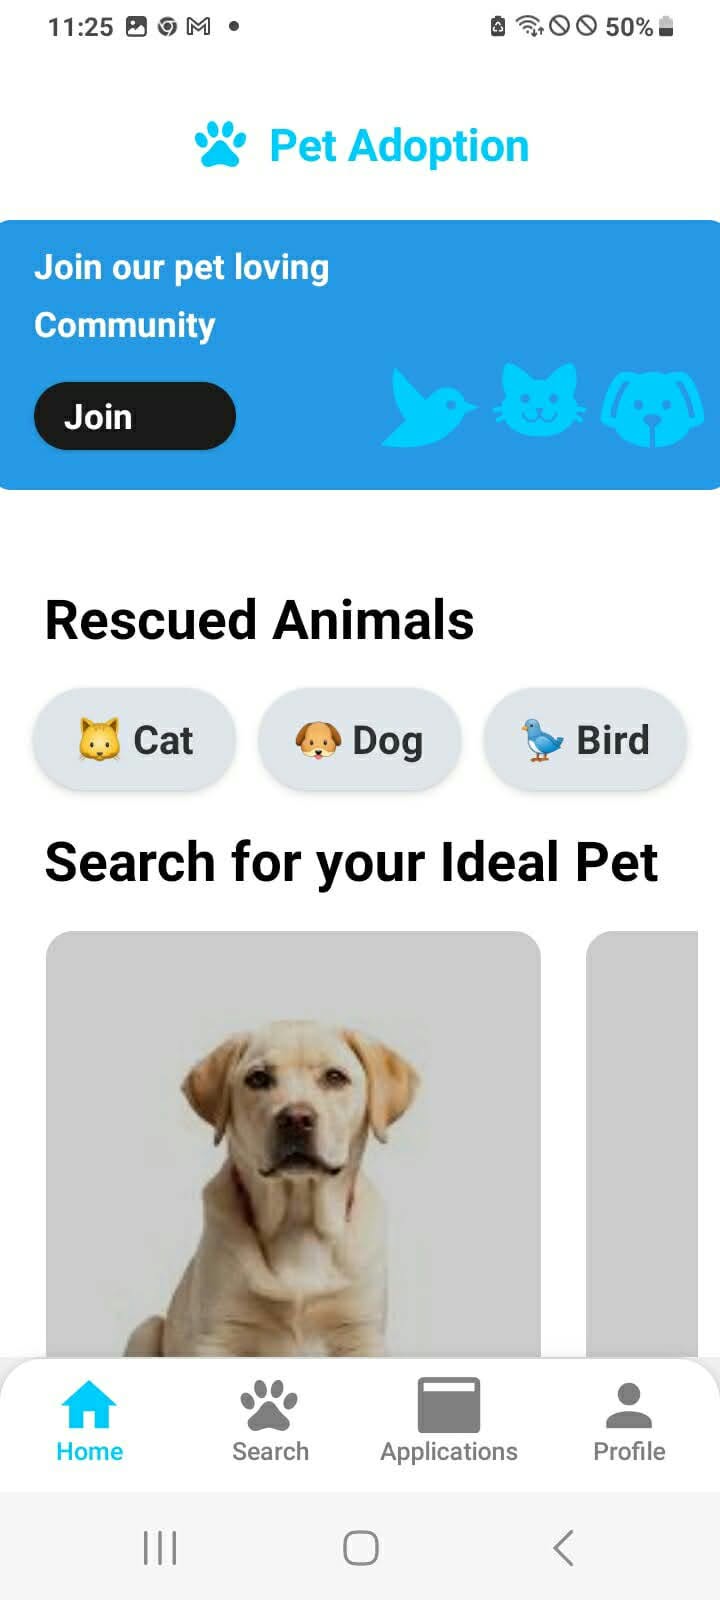 11:25 50%
Pet Adoption
Join our pet loving
Community
Join
Rescued Animals
Cat Dog Bird
Search for your Ideal Pet
Home Search Applications Profile